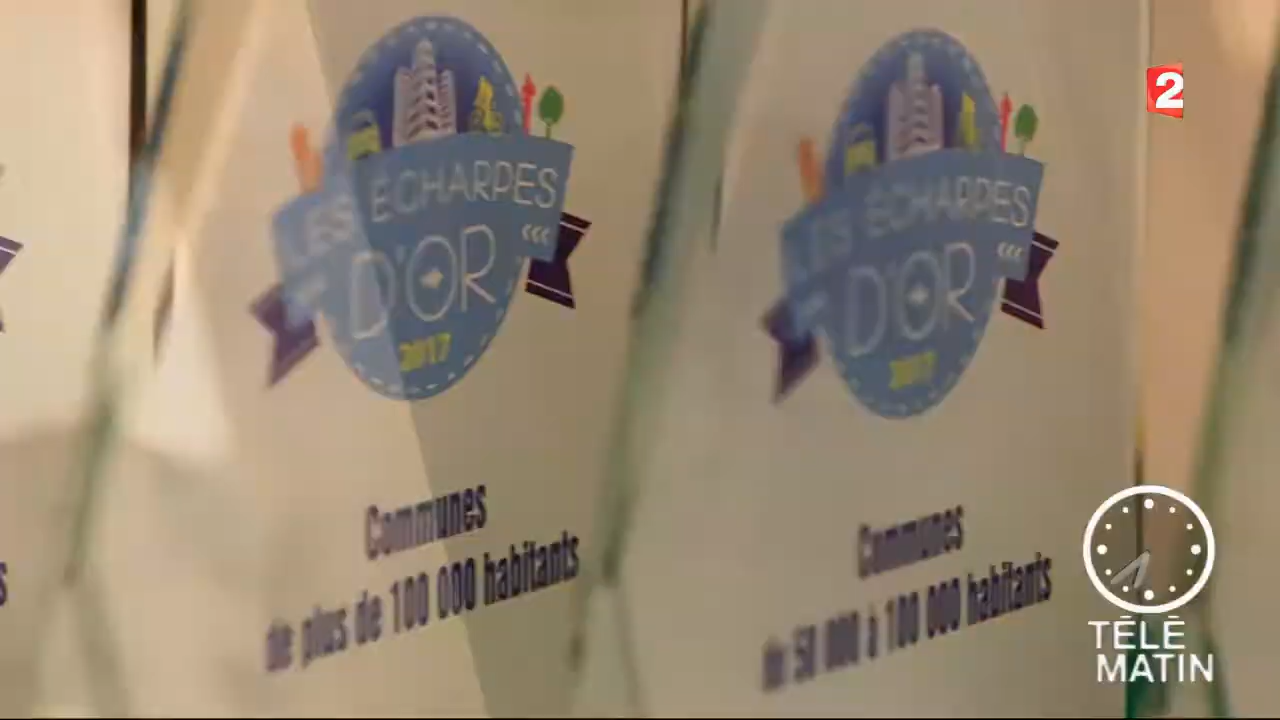 LES ÉCHARPES
D'OR
2017
Communes
de plus de 100 000 habitants
LES ÉCHARPES
D'OR
2017
Communes
de 50 000 à 100 000 habitants
2
TÉLÉ
MATIN